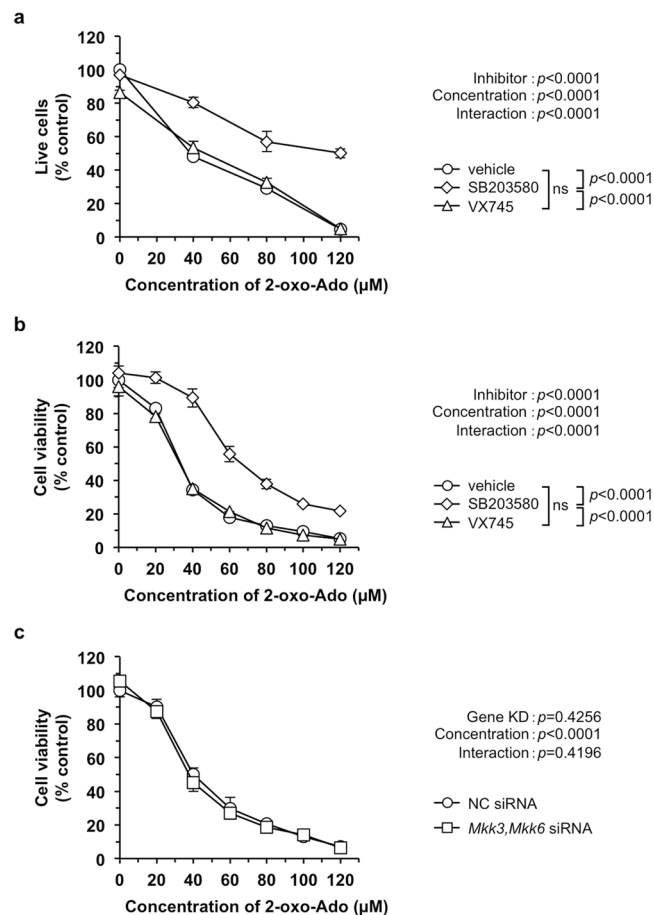 a
120
100
80
60
40
20
0
Live cells
(% control)
0 20 40 60 80 100 120
Concentration of 2-oxo-Ado (µM)
Inhibitor : p<0.0001
Concentration : p<0.0001
Interaction : p<0.0001
vehicle
SB203580
VX745
ns
p<0.0001
p<0.0001
b
120
100
80
60
40
20
0
Cell viability
(% control)
0 20 40 60 80 100 120
Concentration of 2-oxo-Ado (µM)
Inhibitor : p<0.0001
Concentration : p<0.0001
Interaction : p<0.0001
vehicle
SB203580
VX745
ns
p<0.0001
p<0.0001
c
120
100
80
60
40
20
0
Cell viability
(% control)
0 20 40 60 80 100 120
Concentration of 2-oxo-Ado (µM)
Gene KD : p=0.4256
Concentration : p<0.0001
Interaction : p=0.4196
NC siRNA
Mkk3,Mkk6 siRNA